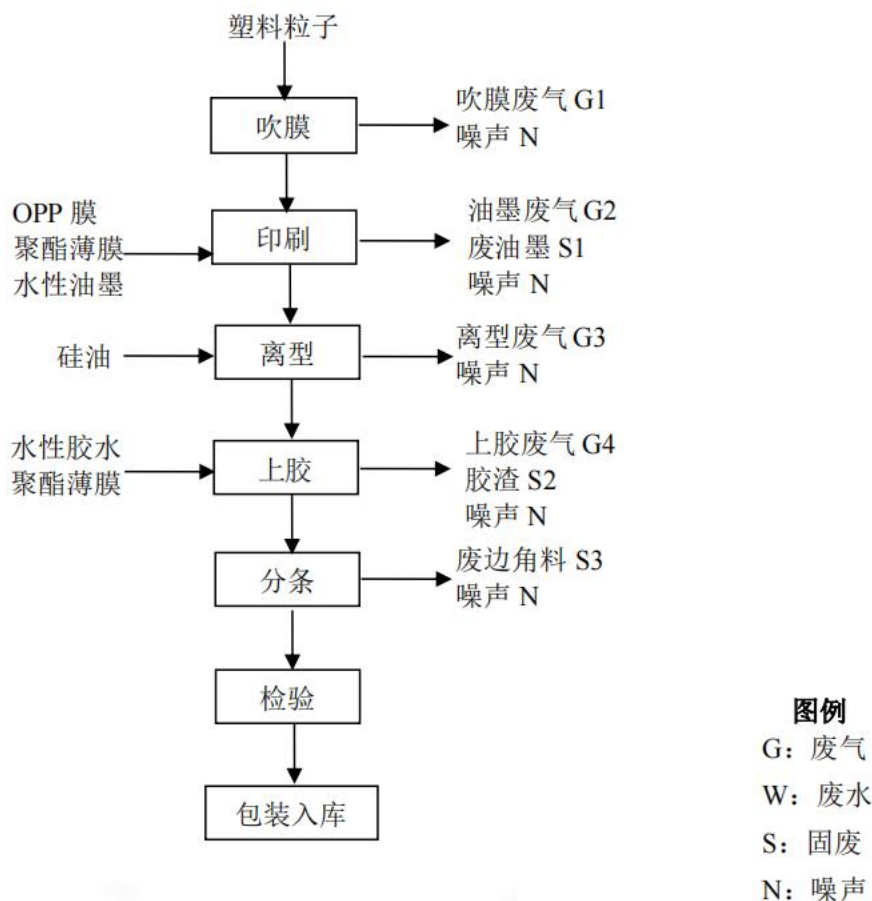 塑料粒子
吹膜
吹膜废气 G1
噪声 N
OPP 膜
聚酯薄膜
水性油墨
印刷
油墨废气 G2
废油墨 S1
噪声 N
硅油
离型
离型废气 G3
噪声 N
水性胶水
聚酯薄膜
上胶
上胶废气 G4
胶渣 S2
噪声 N
分条
废边角料 S3
噪声 N
检验
包装入库
图例
G：废气
W：废水
S：固废
N：噪声